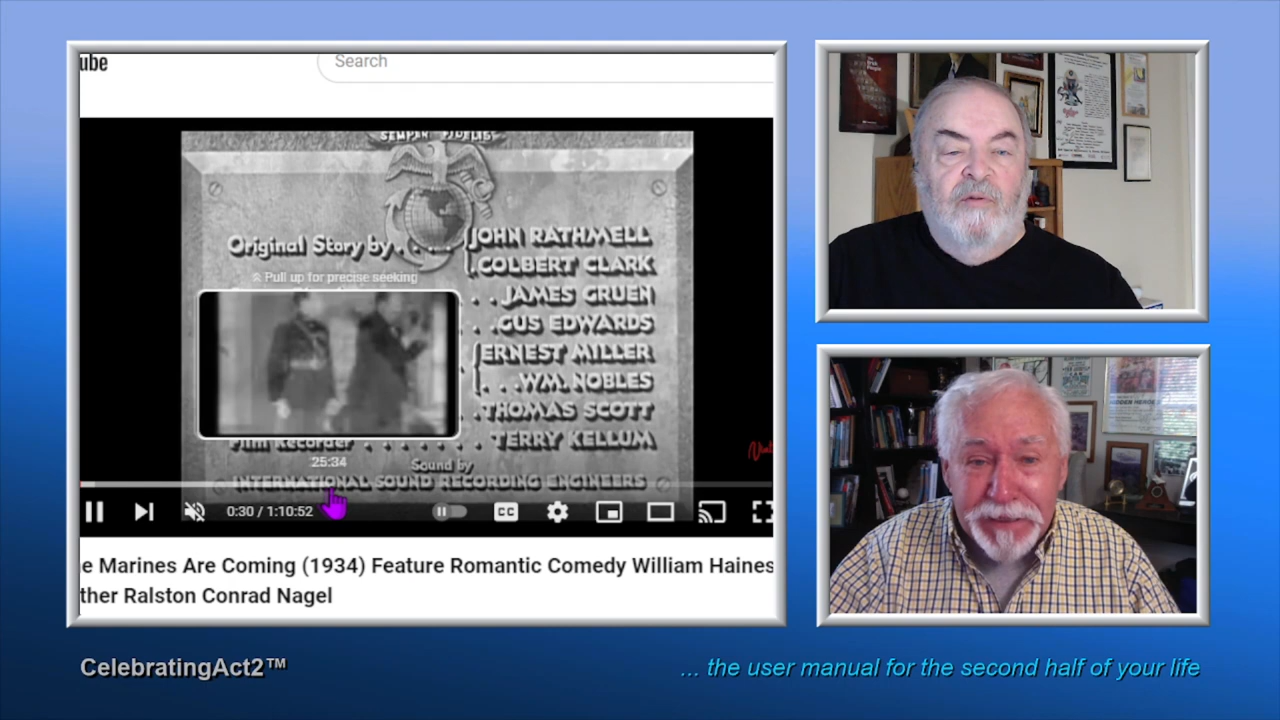 ube
Search
SEMPER FIDELIS
Original Story by . . . . JOHN RATHMELL
COLBERT CLARK
Pull up for precise seeking
. . JAMES GRUEN
. . GUS EDWARDS
ERNEST MILLER
. . . WM. NOBLES
. THOMAS SCOTT
Film Recorder . . . . . . . TERRY KELLUM
25:34
Sound by
INTERNATIONAL SOUND RECORDING ENGINEERS
0:30 / 1:10:52
CC
e Marines Are Coming (1934) Feature Romantic Comedy William Haines
ther Ralston Conrad Nagel
HIDDEN HEROES
CelebratingAct2™
... the user manual for the second half of your life